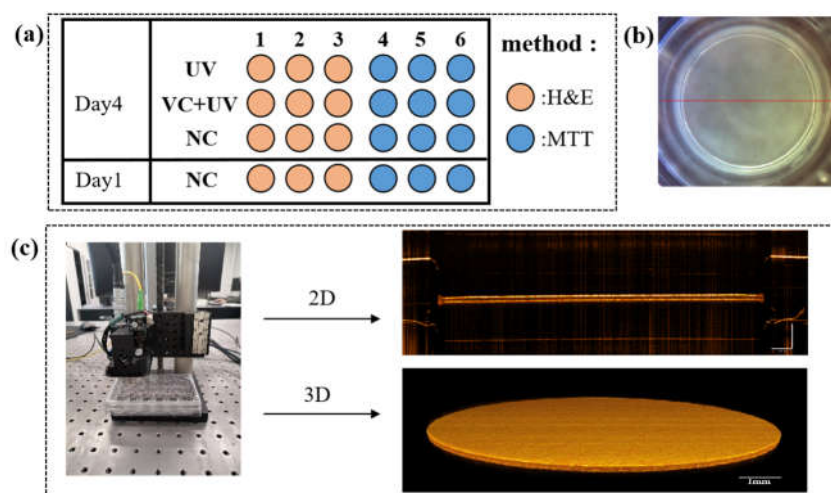 (a)
1 2 3 4 5 6
method :
(b)
UV
Day4
VC+UV
:H&E
NC
:MTT
Day1
NC
(c)
2D
3D
1mm